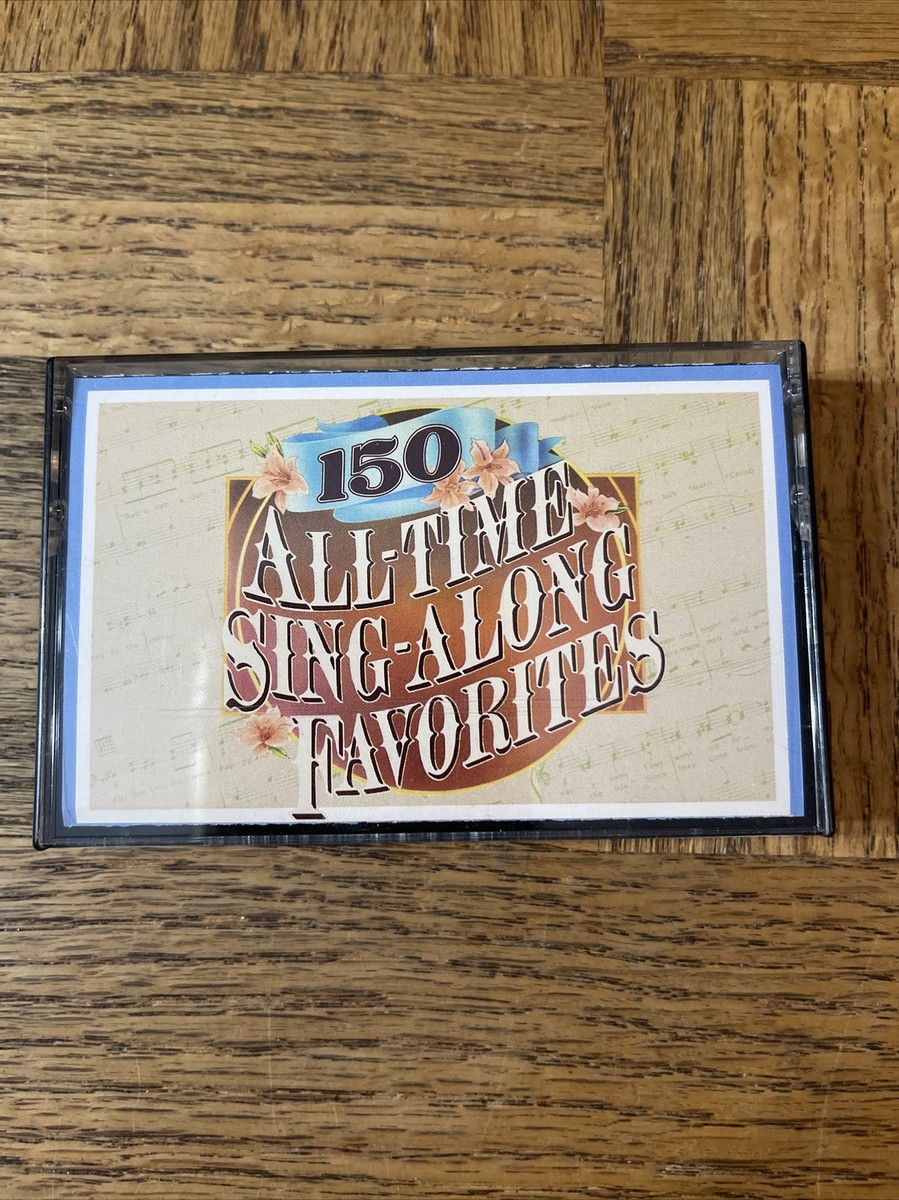 150
ALL-TIME
SING-ALONG
FAVORITES